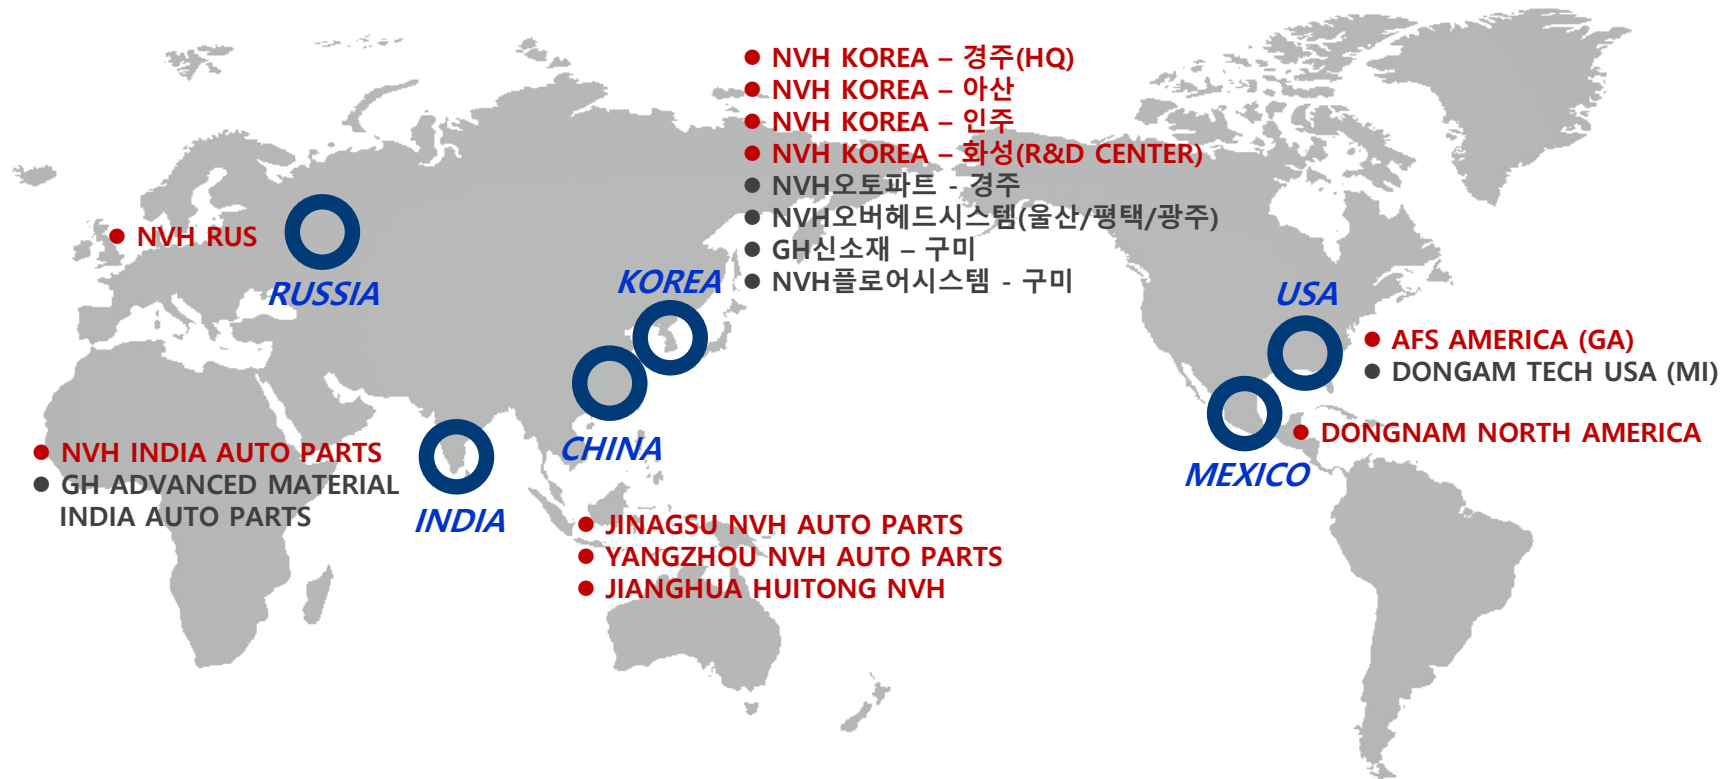 ● NVH KOREA – 경주(HQ)
● NVH KOREA – 아산
● NVH KOREA – 인주
● NVH KOREA – 화성(R&D CENTER)
● NVH오토파트 - 경주
● NVH오버헤드시스템(울산/평택/광주)
● GH신소재 – 구미
● NVH플로어시스템 - 구미
KOREA
● NVH RUS
RUSSIA
USA
● AFS AMERICA (GA)
● DONGAM TECH USA (MI)
● DONGNAM NORTH AMERICA
MEXICO
● NVH INDIA AUTO PARTS
● GH ADVANCED MATERIAL
INDIA AUTO PARTS
INDIA
CHINA
● JINAGSU NVH AUTO PARTS
● YANGZHOU NVH AUTO PARTS
● JIANGHUA HUITONG NVH